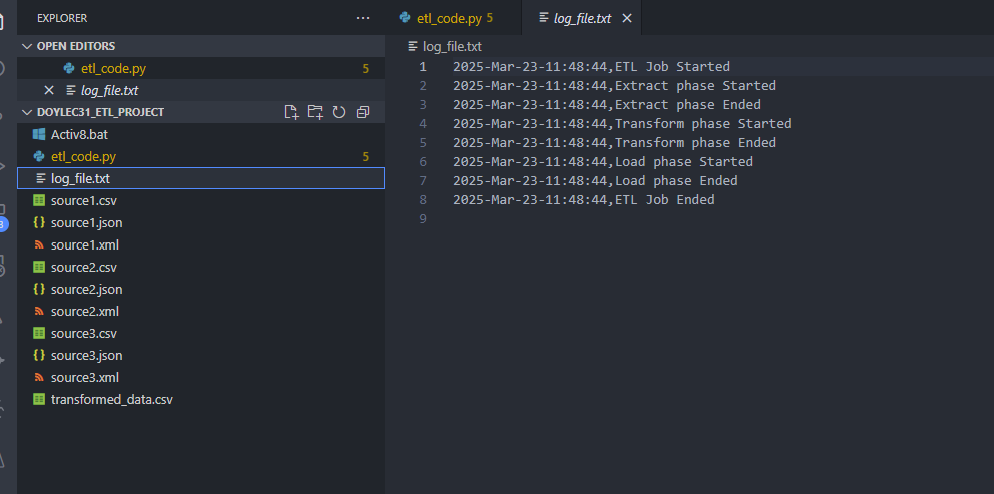 EXPLORER
OPEN EDITORS
etl_code.py 5
log_file.txt
DOYLEC31_ETL_PROJECT
Activ8.bat
etl_code.py 5
log_file.txt
source1.csv
source1.json
source1.xml
source2.csv
source2.json
source2.xml
source3.csv
source3.json
source3.xml
transformed_data.csv
etl_code.py 5
log_file.txt
log_file.txt
1 2025-Mar-23-11:48:44,ETL Job Started
2 2025-Mar-23-11:48:44,Extract phase Started
3 2025-Mar-23-11:48:44,Extract phase Ended
4 2025-Mar-23-11:48:44,Transform phase Started
5 2025-Mar-23-11:48:44,Transform phase Ended
6 2025-Mar-23-11:48:44,Load phase Started
7 2025-Mar-23-11:48:44,Load phase Ended
8 2025-Mar-23-11:48:44,ETL Job Ended
9